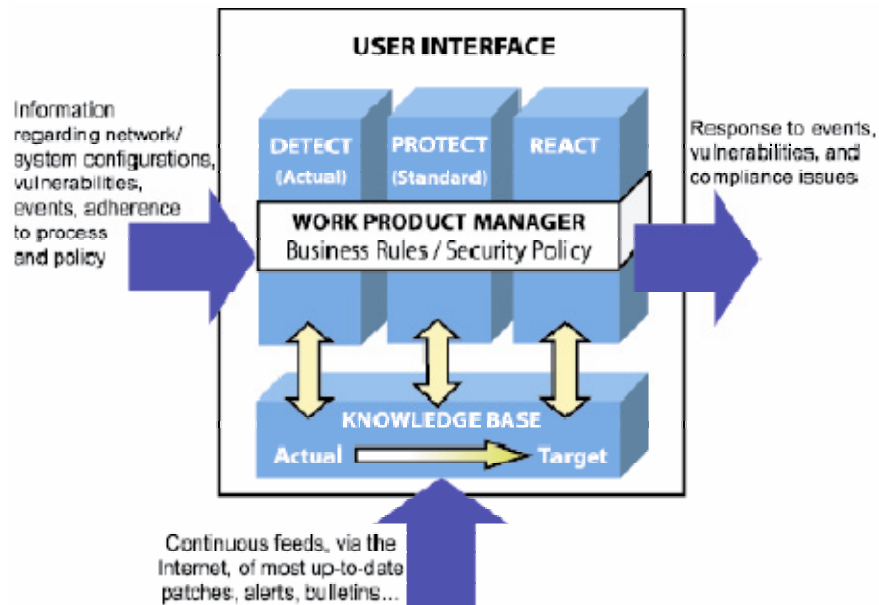 USER INTERFACE
Information
regarding network/
system configurations,
vulnerabilities,
events, adherence
to process
and policy
DETECT
(Actual)
PROTECT
(Standard)
REACT
WORK PRODUCT MANAGER
Business Rules / Security Policy
Response to events,
vulnerabilities, and
compliance issues
KNOWLEDGE BASE
Actual
Target
Continuous feeds, via the
Internet, of most up-to-date
patches, alerts, bulletins...